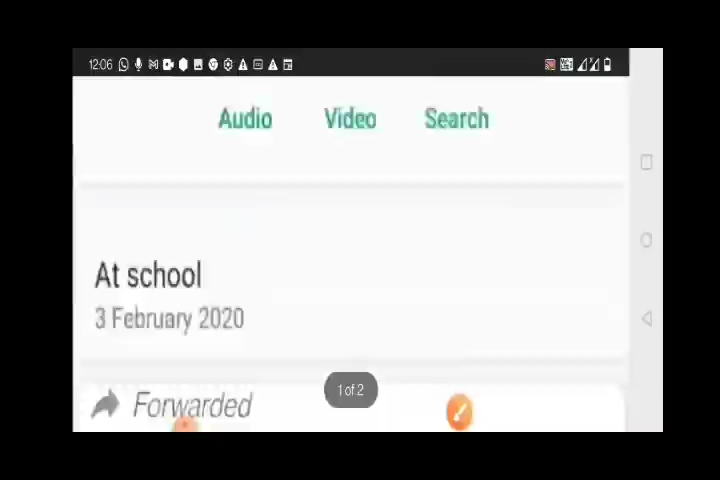 12:06
Audio Video Search
At school
3 February 2020
1 of 2
Forwarded